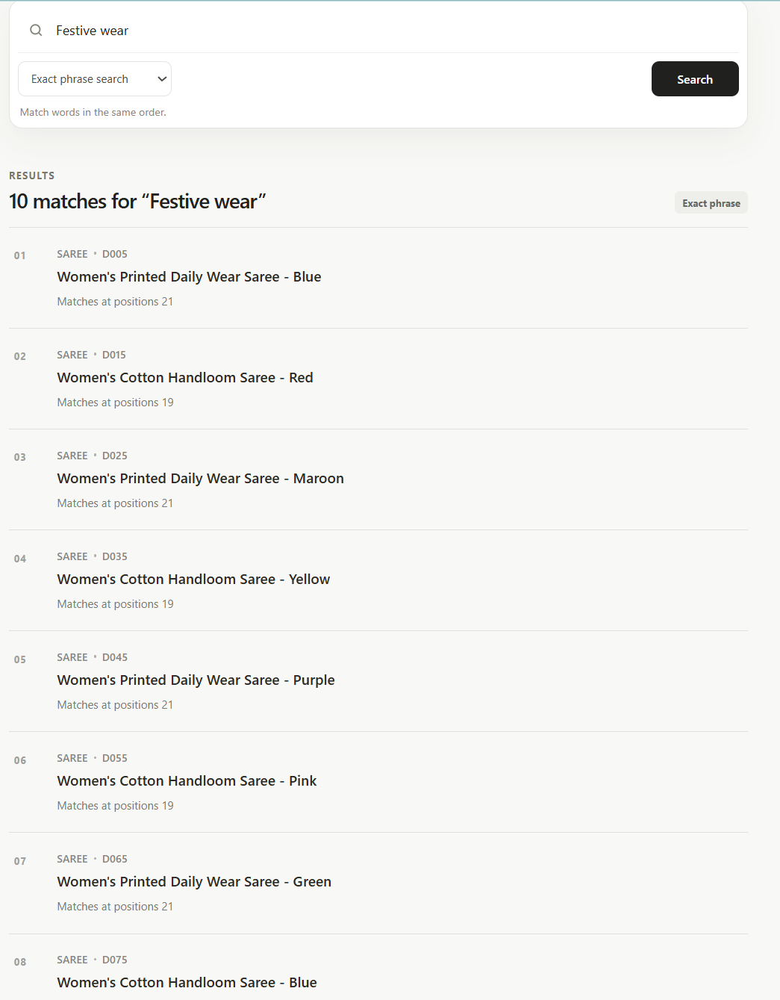 Festive wear
Exact phrase search
Search
Match words in the same order.
RESULTS
10 matches for “Festive wear”
Exact phrase
01
SAREE • D005
Women's Printed Daily Wear Saree - Blue
Matches at positions 21
02
SAREE • D015
Women's Cotton Handloom Saree - Red
Matches at positions 19
03
SAREE • D025
Women's Printed Daily Wear Saree - Maroon
Matches at positions 21
04
SAREE • D035
Women's Cotton Handloom Saree - Yellow
Matches at positions 19
05
SAREE • D045
Women's Printed Daily Wear Saree - Purple
Matches at positions 21
06
SAREE • D055
Women's Cotton Handloom Saree - Pink
Matches at positions 19
07
SAREE • D065
Women's Printed Daily Wear Saree - Green
Matches at positions 21
08
SAREE • D075
Women's Cotton Handloom Saree - Blue